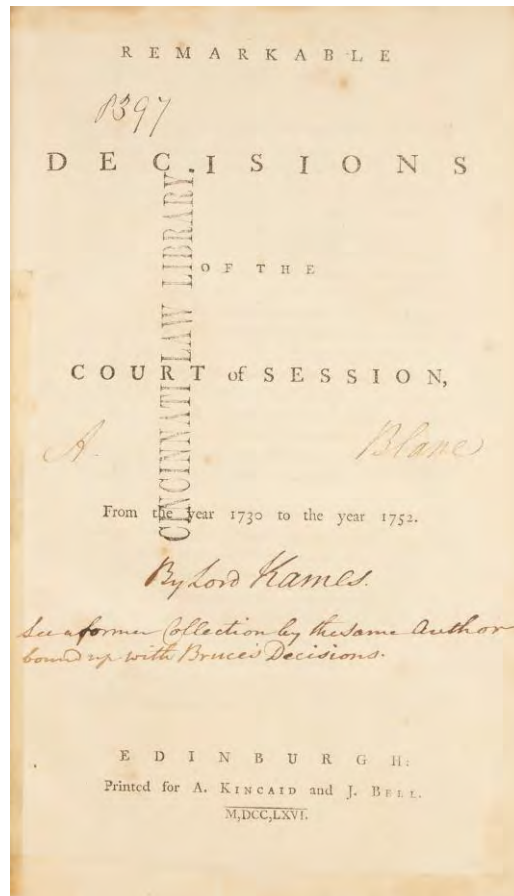 REMARKABLE
P397
DECISIONS
OF THE
CINCINNATI LAW LIBRARY.
COURT of SESSION,
A. Blane
From the year 1730 to the year 1752.
By Lord Kames.
See a former Collection by the same Author
bound up with Bruce's Decisions.
EDINBURGH:
Printed for A. KINCAID and J. BELL.
M,DCC,LXVI.